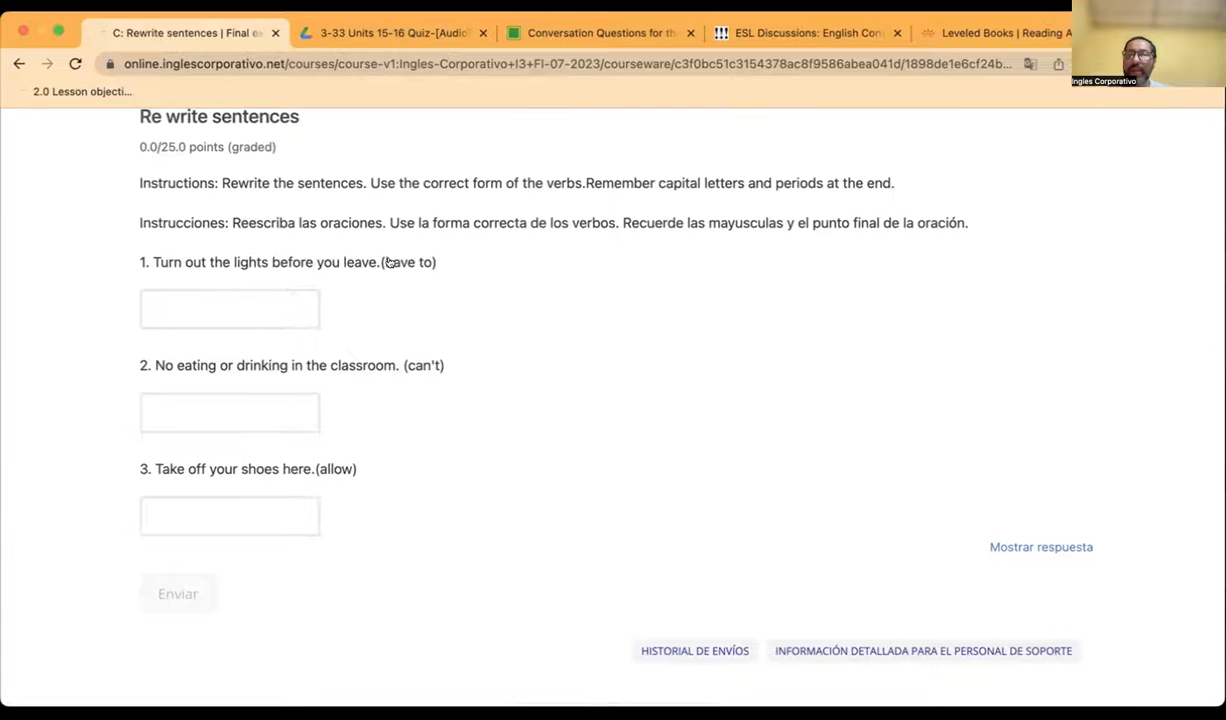 C: Rewrite sentences | Final e
3-33 Units 15-16 Quiz-[Audio
Conversation Questions for th
ESL Discussions: English Con
Leveled Books | Reading A
online.inglescorporativo.net/courses/course-v1:Ingles-Corporativo+I3+FI-07-2023/courseware/c3f0bc51c3154378ac8f9586abea041d/1898de1e6cf24b...
Ingles Corporativo
2.0 Lesson objecti...
Re write sentences
0.0/25.0 points (graded)
Instructions: Rewrite the sentences. Use the correct form of the verbs.Remember capital letters and periods at the end.
Instrucciones: Reescriba las oraciones. Use la forma correcta de los verbos. Recuerde las mayusculas y el punto final de la oración.
1. Turn out the lights before you leave.(have to)
2. No eating or drinking in the classroom. (can't)
3. Take off your shoes here.(allow)
Mostrar respuesta
Enviar
HISTORIAL DE ENVÍOS
INFORMACIÓN DETALLADA PARA EL PERSONAL DE SOPORTE